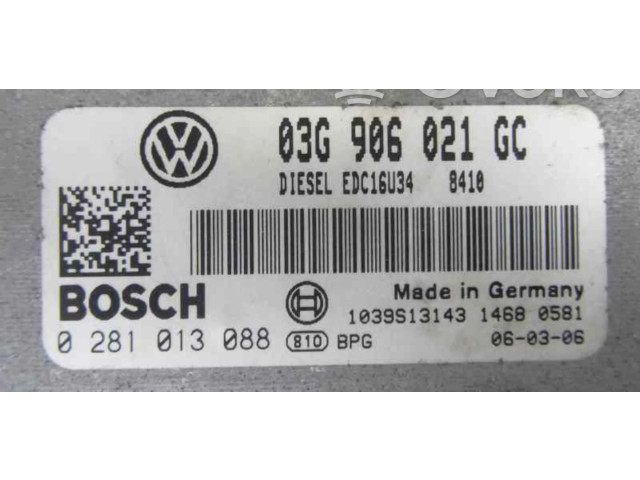 03G 906 021 GC
DIESEL EDC16U34 8410
BOSCH
Made in Germany
1039S13143 1468 0581
0 281 013 088 810 BPG 06-03-06